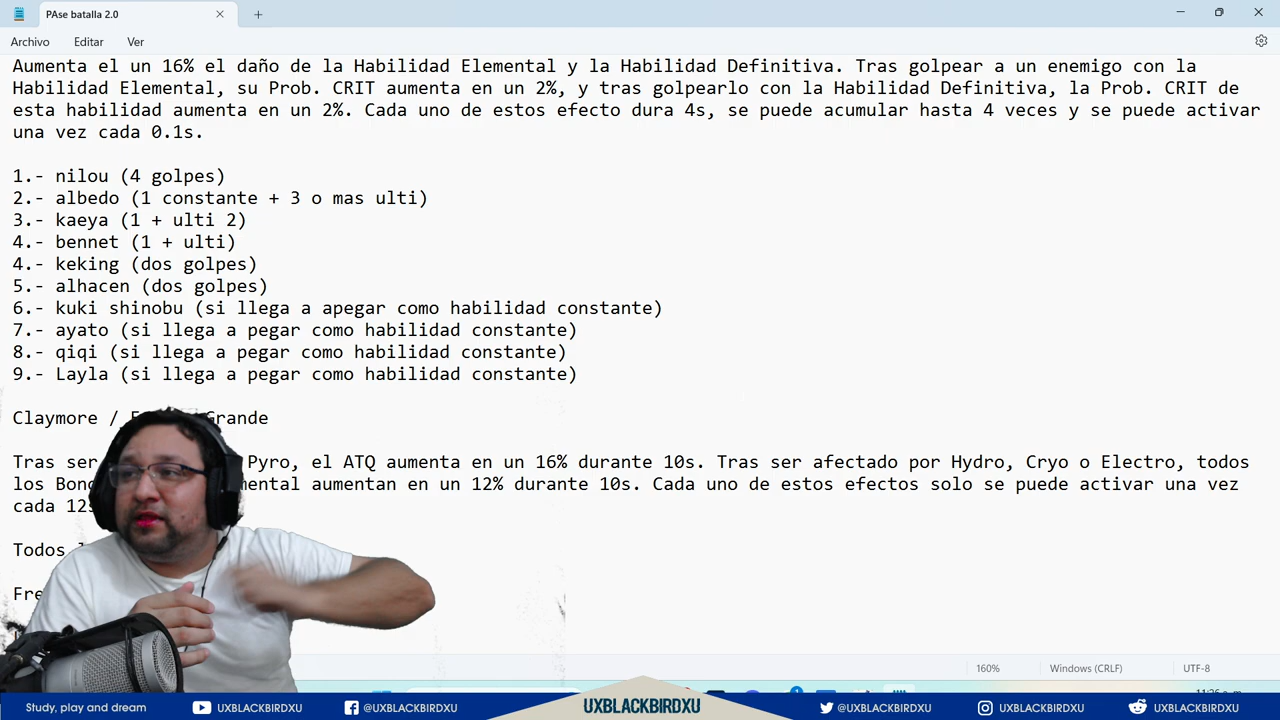 PAse batalla 2.0
Archivo Editar Ver
Aumenta el un 16% el daño de la Habilidad Elemental y la Habilidad Definitiva. Tras golpear a un enemigo con la
Habilidad Elemental, su Prob. CRIT aumenta en un 2%, y tras golpearlo con la Habilidad Definitiva, la Prob. CRIT de
esta habilidad aumenta en un 2%. Cada uno de estos efecto dura 4s, se puede acumular hasta 4 veces y se puede activar
una vez cada 0.1s.
1.- nilou (4 golpes)
2.- albedo (1 constante + 3 o mas ulti)
3.- kaeya (1 + ulti 2)
4.- bennet (1 + ulti)
4.- keking (dos golpes)
5.- alhacen (dos golpes)
6.- kuki shinobu (si llega a apegar como habilidad constante)
7.- ayato (si llega a pegar como habilidad constante)
8.- qiqi (si llega a pegar como habilidad constante)
9.- Layla (si llega a pegar como habilidad constante)
Claymore / Grande
Tras ser Pyro, el ATQ aumenta en un 16% durante 10s. Tras ser afectado por Hydro, Cryo o Electro, todos
los aumentan en un 12% durante 10s. Cada uno de estos efectos solo se puede activar una vez
cada
Todos
160% Windows (CRLF) UTF-8
Study, play and dream UXBLACKBIRDXU @UXBLACKBIRDXU UXBLACKBIRDXU @UXBLACKBIRDXU UXBLACKBIRDXU UXBLACKBIRDXU